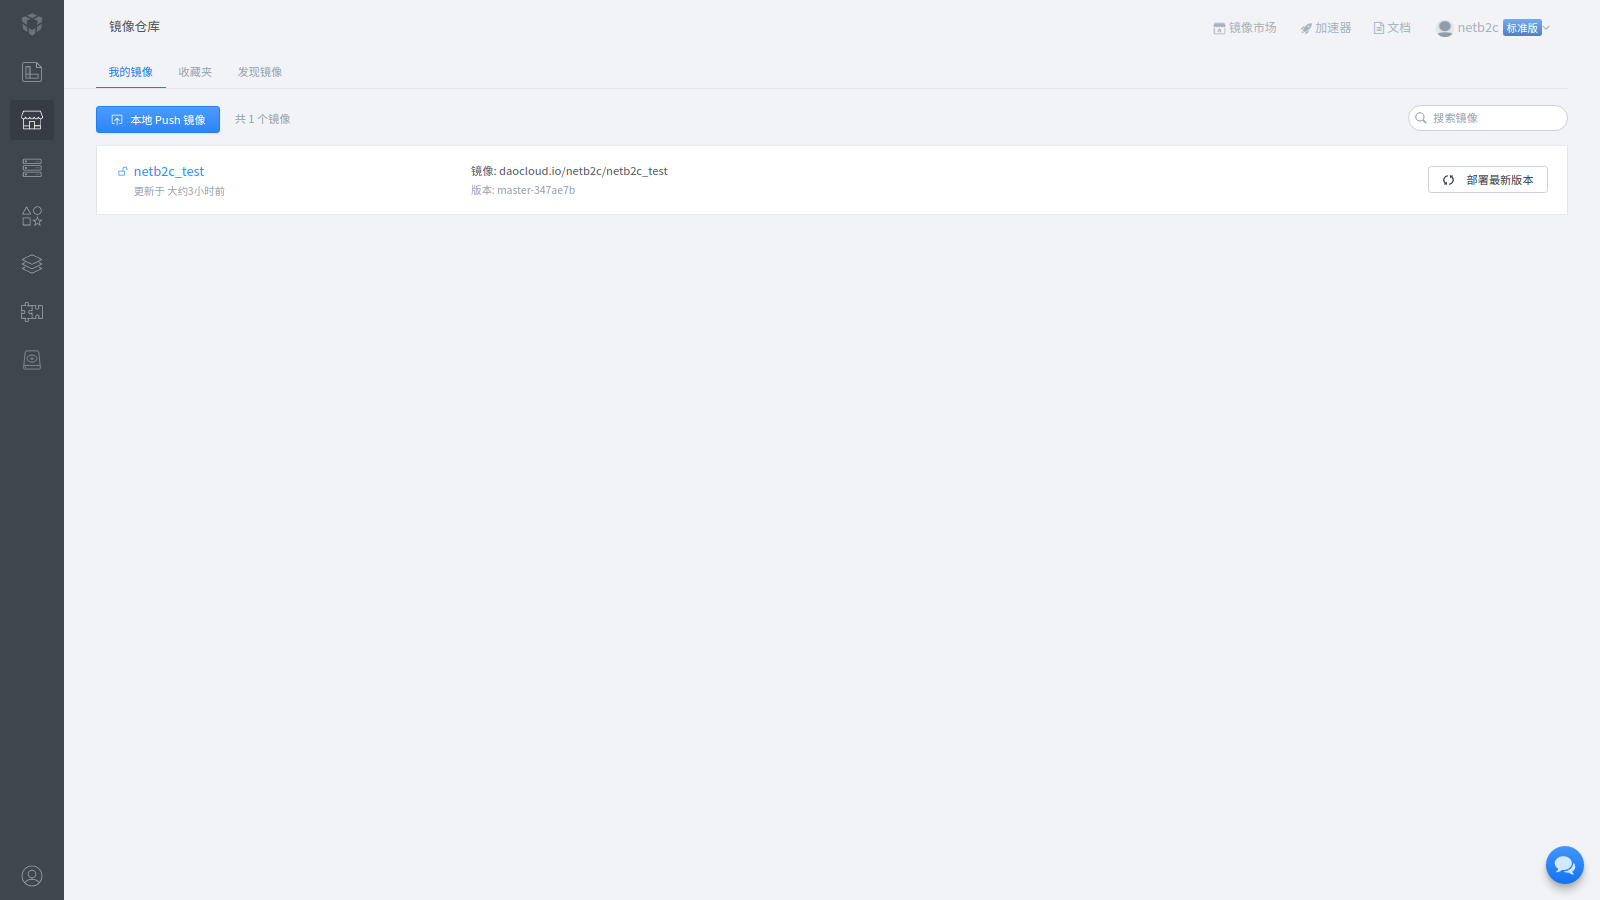 镜像仓库
镜像市场 加速器 文档 netb2c 标准版
我的镜像 收藏夹 发现镜像
本地 Push 镜像 共 1 个镜像 搜索镜像
netb2c_test
更新于 大约3小时前
镜像: daocloud.io/netb2c/netb2c_test
版本: master-347ae7b
部署最新版本